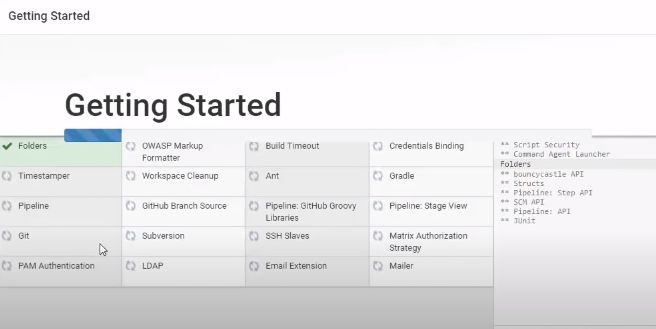 Getting Started
Getting Started
Folders
OWASP Markup
Formatter
Build Timeout
Credentials Binding
Timestamper
Workspace Cleanup
Ant
Gradle
Pipeline
GitHub Branch Source
Pipeline: GitHub Groovy
Libraries
Pipeline: Stage View
Git
Subversion
SSH Slaves
Matrix Authorization
Strategy
PAM Authentication
LDAP
Email Extension
Mailer
** Script Security
** Command Agent Launcher
Folders
** bouncycastle API
** Structs
** Pipeline: Step API
** SCM API
** Pipeline: API
** JUnit